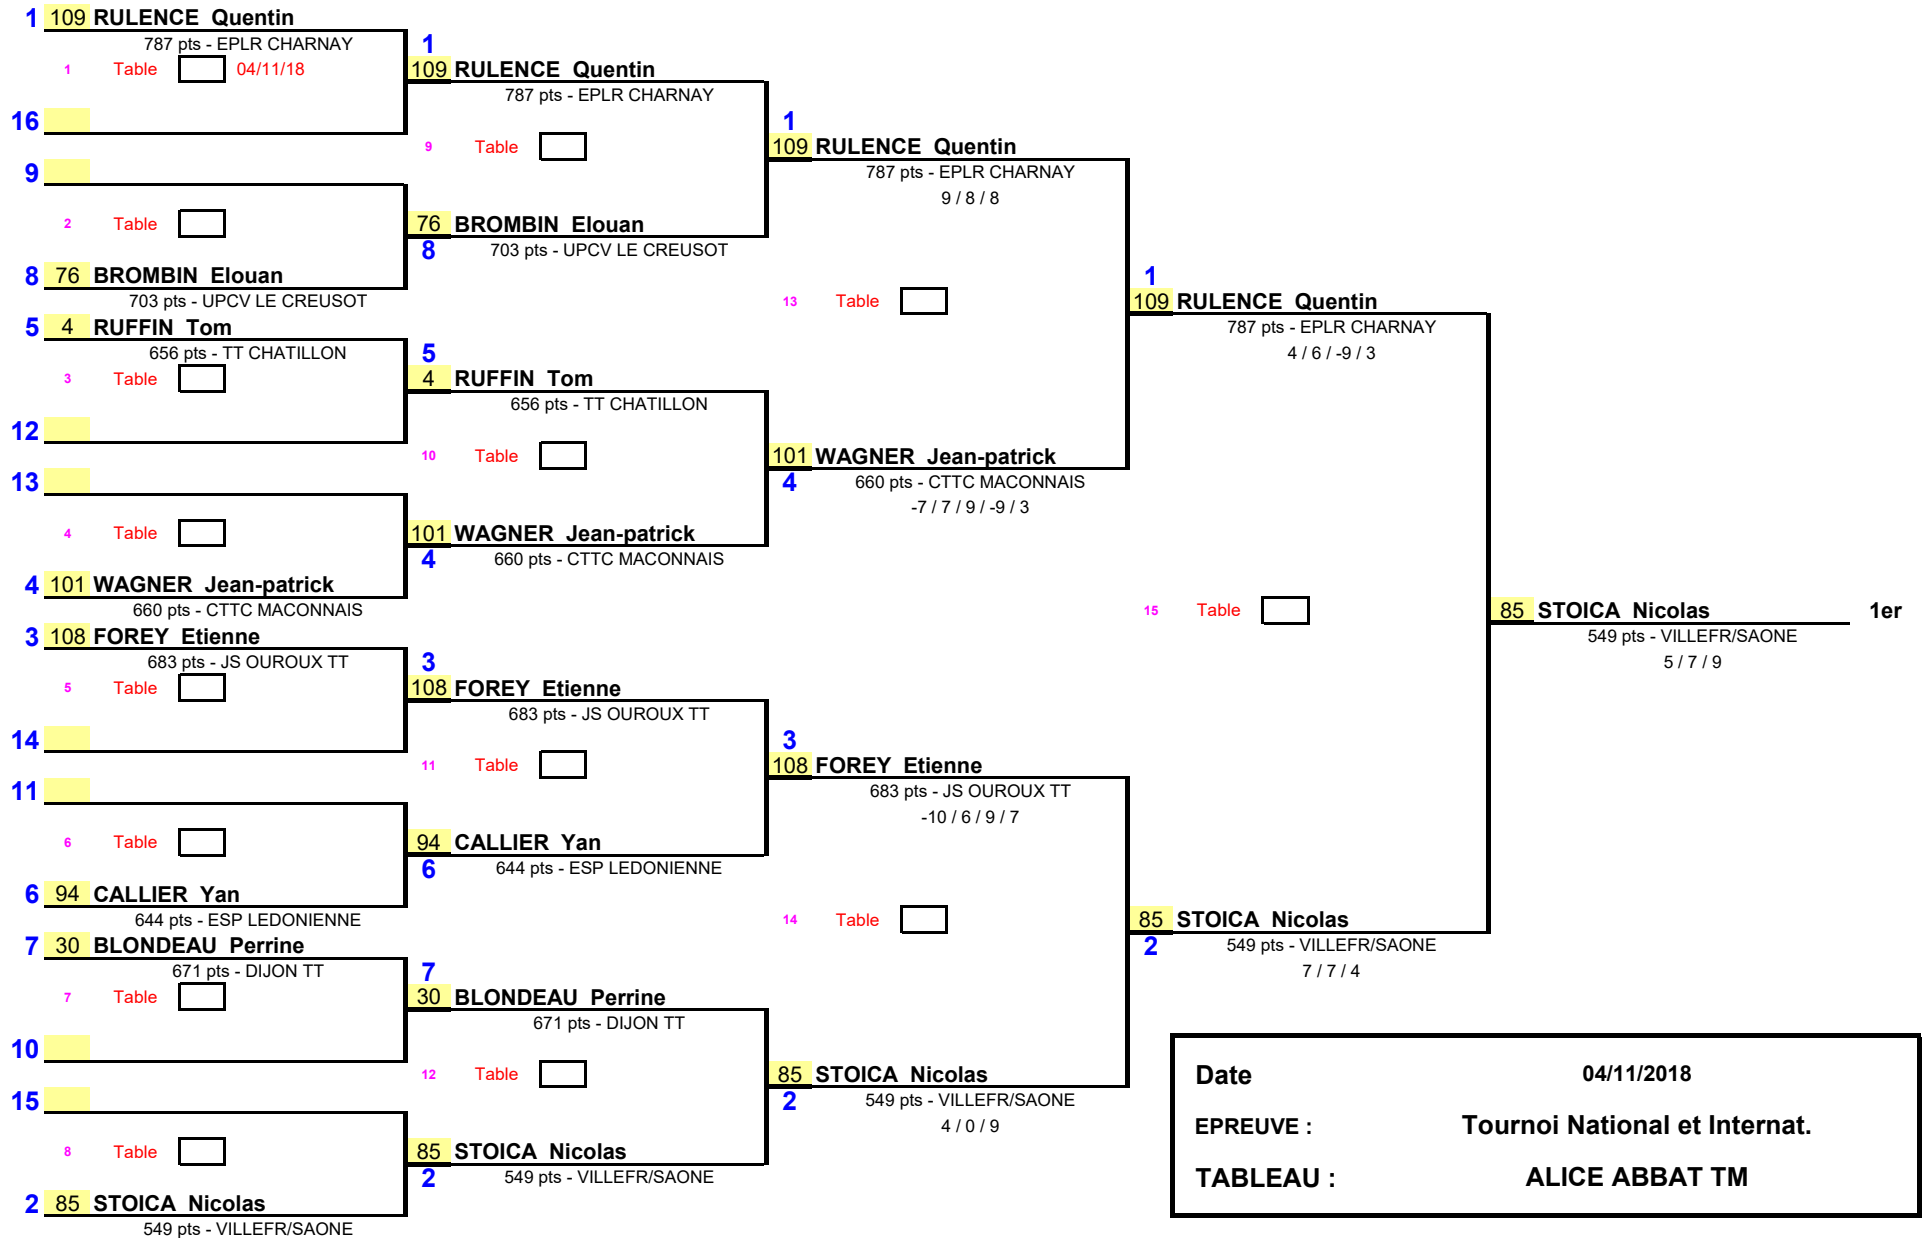 1 109 RULENCE Quentin
787 pts - EPLR CHARNAY
1 Table 04/11/18
16
9
2 Table
8 76 BROMBIN Elouan
703 pts - UPCV LE CREUSOT
5 4 RUFFIN Tom
656 pts - TT CHATILLON
3 Table
12
13
4 Table
4 101 WAGNER Jean-patrick
660 pts - CTTC MACONNAIS
3 108 FOREY Etienne
683 pts - JS OUROUX TT
5 Table
14
11
6 Table
6 94 CALLIER Yan
644 pts - ESP LEDONIENNE
7 30 BLONDEAU Perrine
671 pts - DIJON TT
7 Table
10
15
8 Table
2 85 STOICA Nicolas
549 pts - VILLEFR/SAONE
1
109 RULENCE Quentin
787 pts - EPLR CHARNAY
9 Table
76 BROMBIN Elouan
8
703 pts - UPCV LE CREUSOT
5
4 RUFFIN Tom
656 pts - TT CHATILLON
10 Table
101 WAGNER Jean-patrick
4
660 pts - CTTC MACONNAIS
3
108 FOREY Etienne
683 pts - JS OUROUX TT
11 Table
94 CALLIER Yan
6
644 pts - ESP LEDONIENNE
7
30 BLONDEAU Perrine
671 pts - DIJON TT
12 Table
85 STOICA Nicolas
2
549 pts - VILLEFR/SAONE
1
109 RULENCE Quentin
787 pts - EPLR CHARNAY
9 / 8 / 8
13 Table
101 WAGNER Jean-patrick
4
660 pts - CTTC MACONNAIS
-7 / 7 / 9 / -9 / 3
3
108 FOREY Etienne
683 pts - JS OUROUX TT
-10 / 6 / 9 / 7
14 Table
85 STOICA Nicolas
2
549 pts - VILLEFR/SAONE
4 / 0 / 9
1
109 RULENCE Quentin
787 pts - EPLR CHARNAY
4 / 6 / -9 / 3
15 Table
85 STOICA Nicolas
2
549 pts - VILLEFR/SAONE
7 / 7 / 4
85 STOICA Nicolas 1er
549 pts - VILLEFR/SAONE
5 / 7 / 9
Date 04/11/2018
EPREUVE : Tournoi National et Internat.
TABLEAU : ALICE ABBAT TM